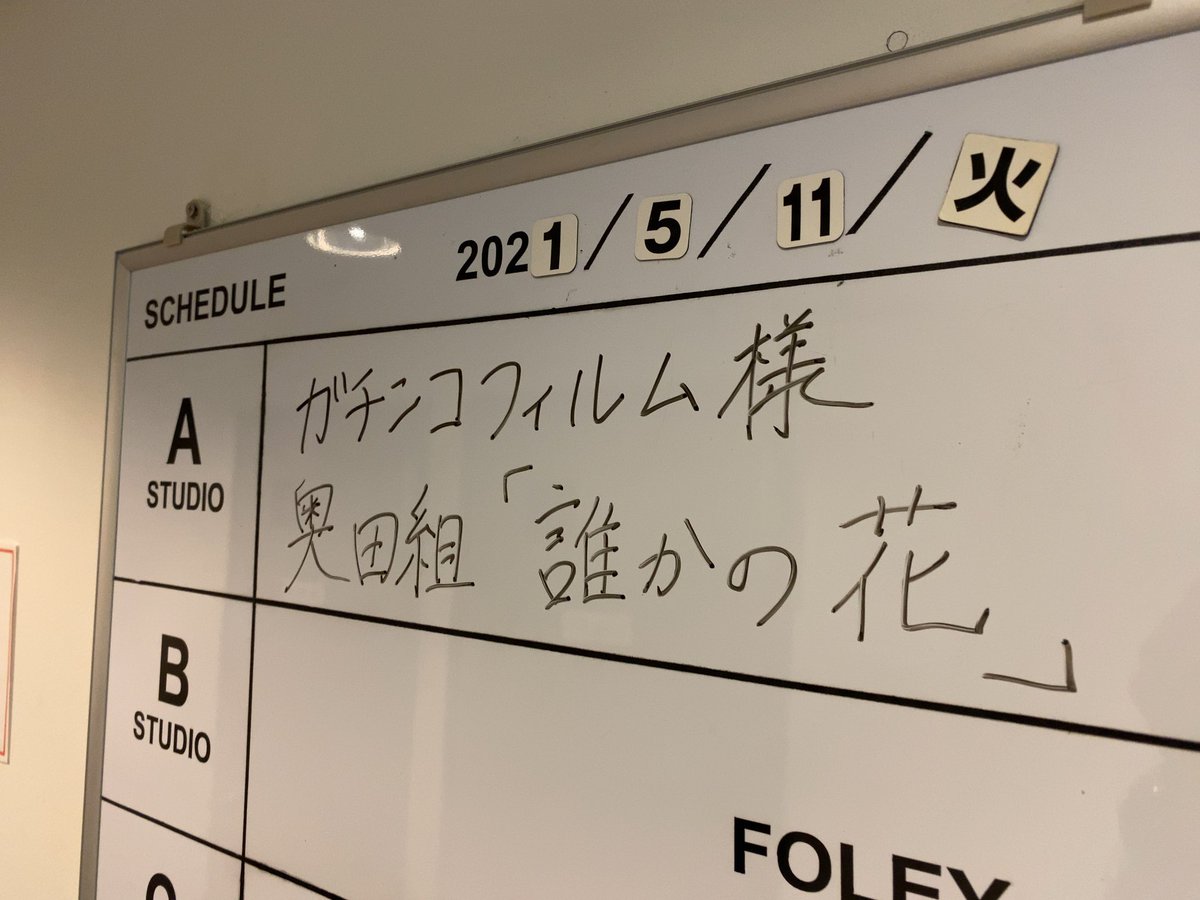 SCHEDULE 2021/5/11/火
A STUDIO
ガチンコフィルム様
奥田組「誰かの花」
B STUDIO
FOLEY